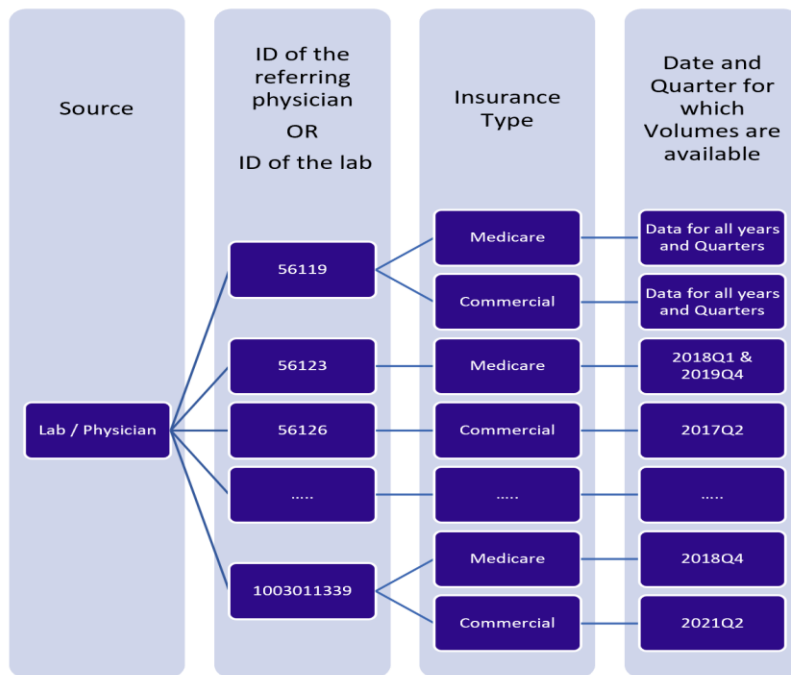 Source
ID of the
referring
physician
OR
ID of the lab
Insurance
Type
Date and
Quarter for
which
Volumes are
available
Lab / Physician
56119
Medicare
Data for all years
and Quarters
Commercial
Data for all years
and Quarters
56123
Medicare
2018Q1 &
2019Q4
56126
Commercial
2017Q2
.....
.....
.....
1003011339
Medicare
2018Q4
Commercial
2021Q2